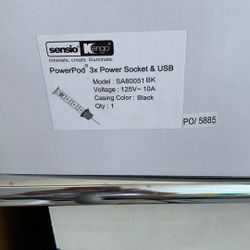 sensio Kengo
innovate. create. illuminate.
PowerPod® 3x Power Socket & USB
Model : SA80051 BK
Voltage : 125V~ 10A
Casing Color : Black
Qty : 1
PO/ 5885